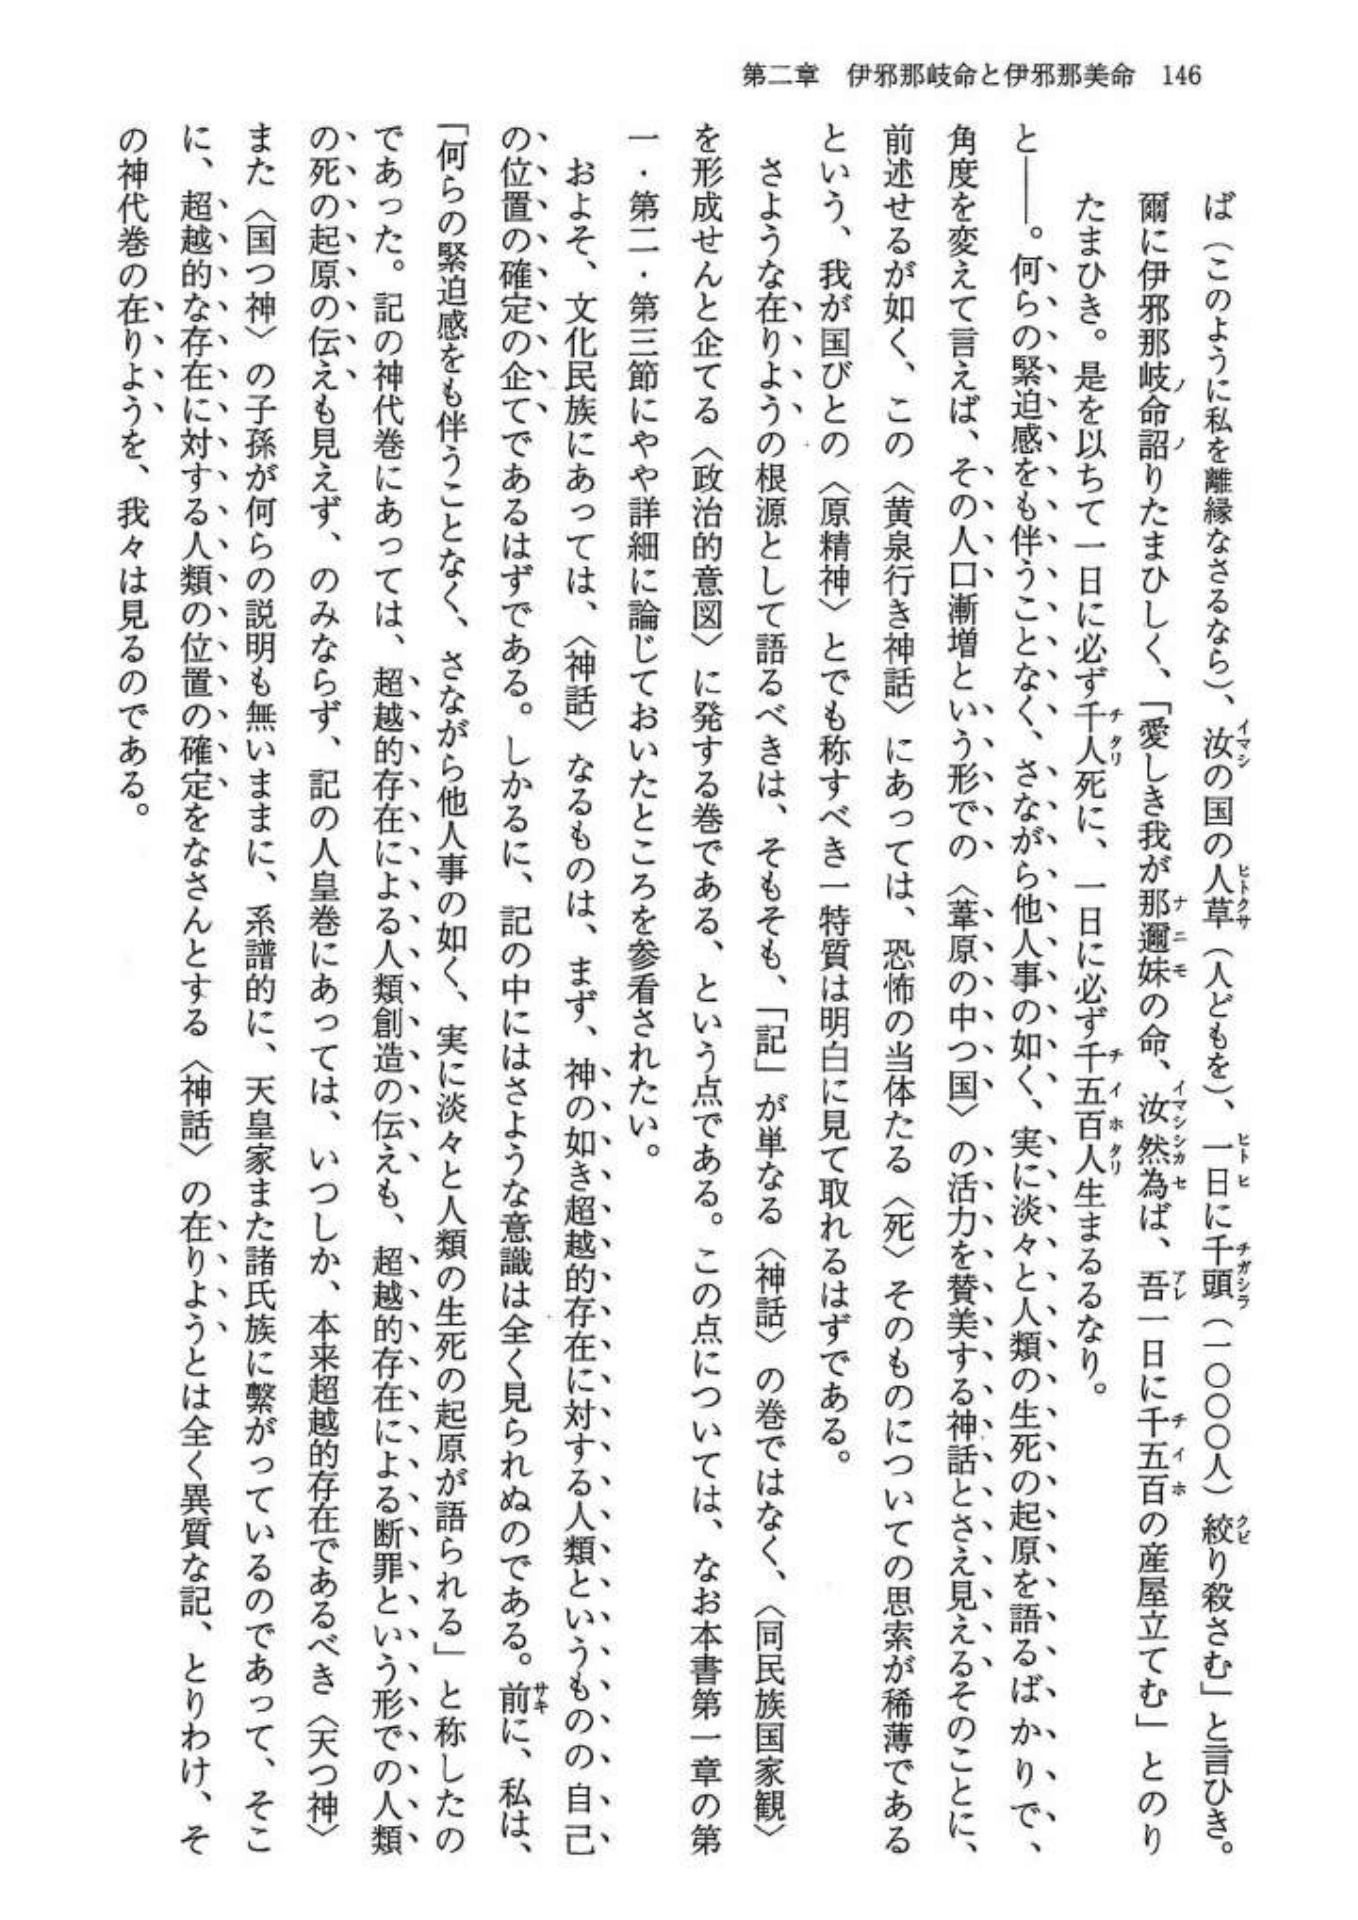 第二章　伊邪那岐命と伊邪那美命　146
ば（このように私を離縁なさるなら）、汝の国の人草（人どもを）、一日に千頭（一〇〇〇人）絞り殺さむ」と言ひき。
爾に伊邪那岐命詔りたまひしく、「愛しき我が那邇妹の命、汝然為ば、吾一日に千五百の産屋立てむ」とのり
たまひき。是を以ちて一日に必ず千人死に、一日に必ず千五百人生まるるなり。
と――。何らの緊迫感をも伴うことなく、さながら他人事の如く、実に淡々と人類の生死の起原を語るばかりで、
角度を変えて言えば、その人口漸増という形での〈葦原の中つ国〉の活力を賛美する神話とさえ見えるそのことに、
前述せるが如く、この〈黄泉行き神話〉にあっては、恐怖の当体たる〈死〉そのものについての思索が稀薄である
という、我が国びとの〈原精神〉とでも称すべき一特質は明白に見て取れるはずである。
さような在りようの根源として語るべきは、そもそも、「記」が単なる〈神話〉の巻ではなく、〈同民族国家観〉
を形成せんと企てる〈政治的意図〉に発する巻である、という点である。この点については、なお本書第一章の第
一・第二・第三節にやや詳細に論じておいたところを参看されたい。
およそ、文化民族にあっては、〈神話〉なるものは、まず、神の如き超越的存在に対する人類というものの自己
の位置の確定の企てであるはずである。しかるに、記の中にはさような意識は全く見られぬのである。前に、私は、
「何らの緊迫感をも伴うことなく、さながら他人事の如く、実に淡々と人類の生死の起原が語られる」と称したの
であった。記の神代巻にあっては、超越的存在による人類創造の伝えも、超越的存在による断罪という形での人類
の死の起原の伝えも見えず、のみならず、記の人皇巻にあっては、いつしか、本来超越的存在であるべき〈天つ神〉
また〈国つ神〉の子孫が何らの説明も無いままに、系譜的に、天皇家また諸氏族に繋がっているのであって、そこ
に、超越的な存在に対する人類の位置の確定をなさんとする〈神話〉の在りようとは全く異質な記、とりわけ、そ
の神代巻の在りようを、我々は見るのである。